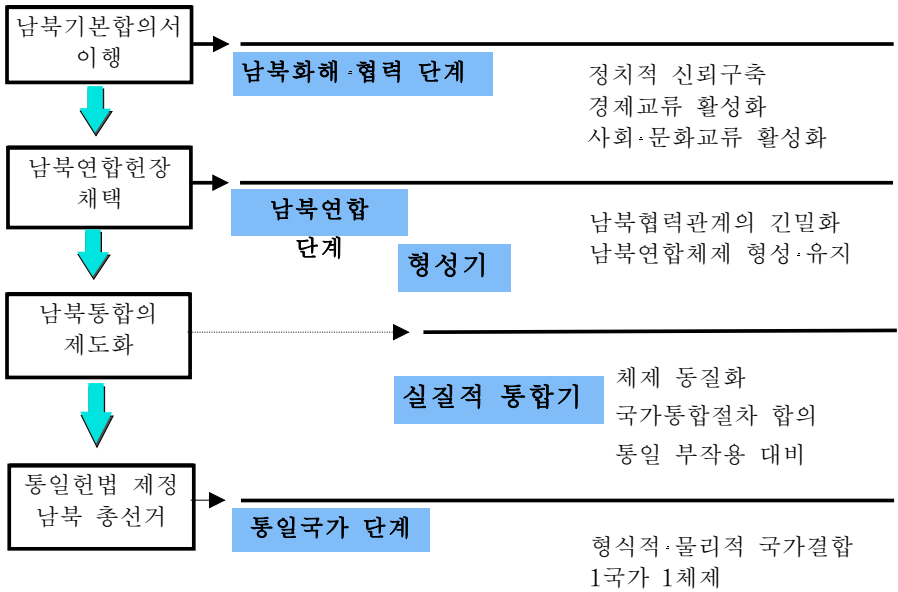 남북기본합의서
이행
남북화해·협력 단계
정치적 신뢰구축
경제교류 활성화
사회·문화교류 활성화
남북연합헌장
채택
남북연합
단계
형성기
남북협력관계의 긴밀화
남북연합체제 형성·유지
남북통합의
제도화
실질적 통합기
체제 동질화
국가통합절차 합의
통일 부작용 대비
통일헌법 제정
남북 총선거
통일국가 단계
형식적·물리적 국가결합
1국가 1체제